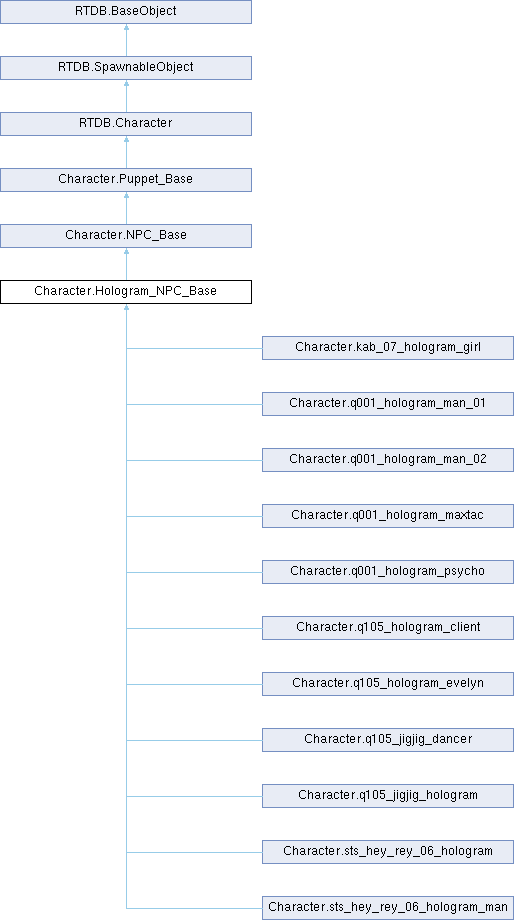 RTDB.BaseObject
RTDB.SpawnableObject
RTDB.Character
Character.Puppet_Base
Character.NPC_Base
Character.Hologram_NPC_Base
Character.kab_07_hologram_girl
Character.q001_hologram_man_01
Character.q001_hologram_man_02
Character.q001_hologram_maxtac
Character.q001_hologram_psycho
Character.q105_hologram_client
Character.q105_hologram_evelyn
Character.q105_jigjig_dancer
Character.q105_jigjig_hologram
Character.sts_hey_rey_06_hologram
Character.sts_hey_rey_06_hologram_man